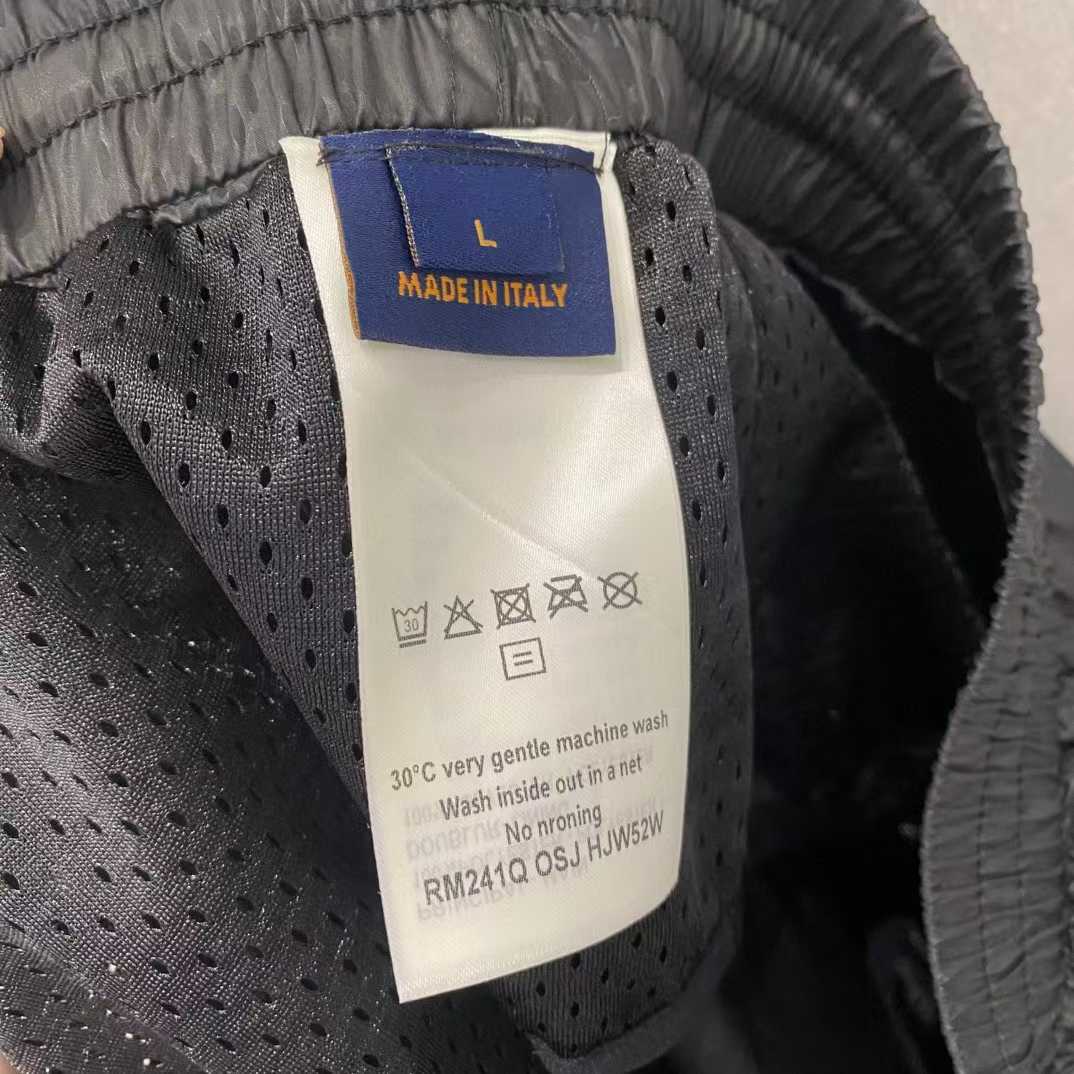 L
MADE IN ITALY
30
30°C very gentle machine wash
Wash inside out in a net
No nroning
RM241Q OSJ HJW52W